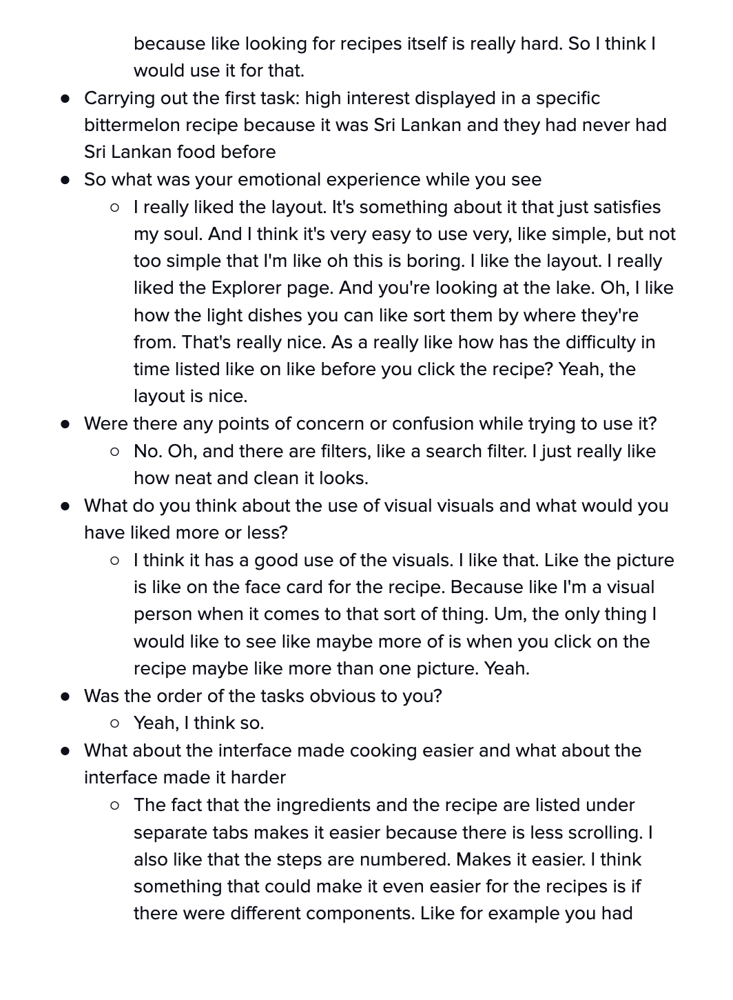 because like looking for recipes itself is really hard. So I think I
would use it for that.
● Carrying out the first task: high interest displayed in a specific
bittermelon recipe because it was Sri Lankan and they had never had
Sri Lankan food before
● So what was your emotional experience while you see
○ I really liked the layout. It's something about it that just satisfies
my soul. And I think it's very easy to use very, like simple, but not
too simple that I'm like oh this is boring. I like the layout. I really
liked the Explorer page. And you're looking at the lake. Oh, I like
how the light dishes you can like sort them by where they're
from. That's really nice. As a really like how has the difficulty in
time listed like on like before you click the recipe? Yeah, the
layout is nice.
● Were there any points of concern or confusion while trying to use it?
○ No. Oh, and there are filters, like a search filter. I just really like
how neat and clean it looks.
● What do you think about the use of visual visuals and what would you
have liked more or less?
○ I think it has a good use of the visuals. I like that. Like the picture
is like on the face card for the recipe. Because like I'm a visual
person when it comes to that sort of thing. Um, the only thing I
would like to see like maybe more of is when you click on the
recipe maybe like more than one picture. Yeah.
● Was the order of the tasks obvious to you?
○ Yeah, I think so.
● What about the interface made cooking easier and what about the
interface made it harder
○ The fact that the ingredients and the recipe are listed under
separate tabs makes it easier because there is less scrolling. I
also like that the steps are numbered. Makes it easier. I think
something that could make it even easier for the recipes is if
there were different components. Like for example you had